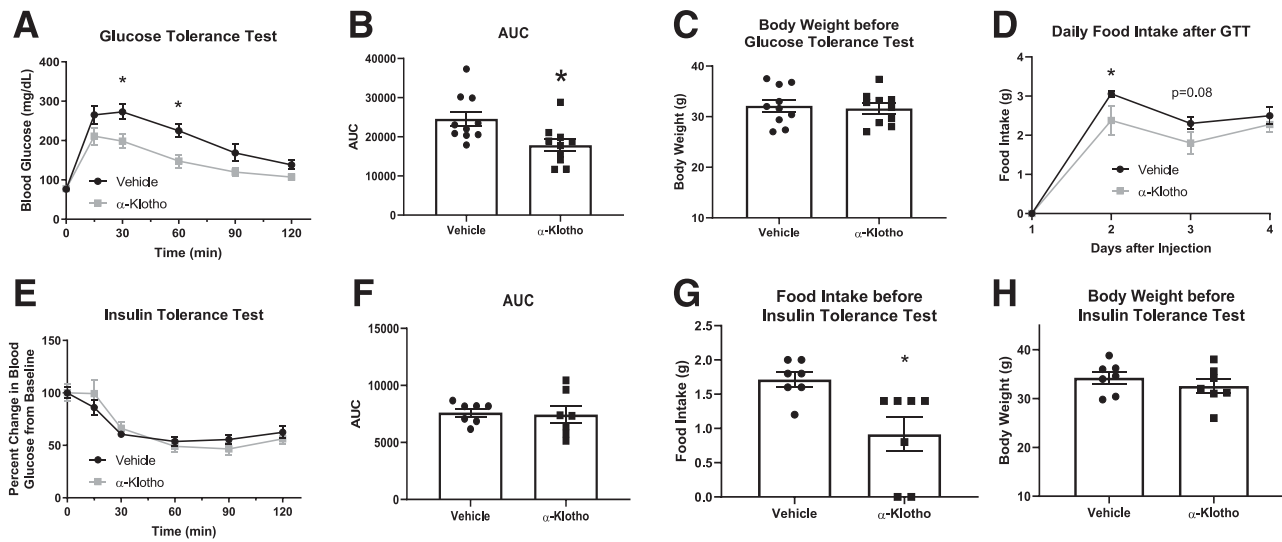 A
Glucose Tolerance Test
Blood Glucose (mg/dL)
400
300
200
100
0
*
*
Vehicle
α-Klotho
0 30 60 90 120
Time (min)
B
AUC
AUC
40000
30000
20000
10000
0
*
Vehicle α-Klotho
C
Body Weight before
Glucose Tolerance Test
Body Weight (g)
40
30
20
10
Vehicle α-Klotho
D
Daily Food Intake after GTT
Food Intake (g)
4
3
2
1
0
*
p=0.08
Vehicle
α-Klotho
1 2 3 4
Days after Injection
E
Insulin Tolerance Test
Percent Change in Blood
Glucose from Baseline
150
100
50
0
Vehicle
α-Klotho
0 30 60 90 120
Time (min)
F
AUC
AUC
15000
10000
5000
0
Vehicle α-Klotho
G
Food Intake before
Insulin Tolerance Test
Food Intake (g)
2.5
2.0
1.5
1.0
0.5
0.0
*
Vehicle α-Klotho
H
Body Weight before
Insulin Tolerance Test
Body Weight (g)
40
30
20
10
Vehicle α-Klotho